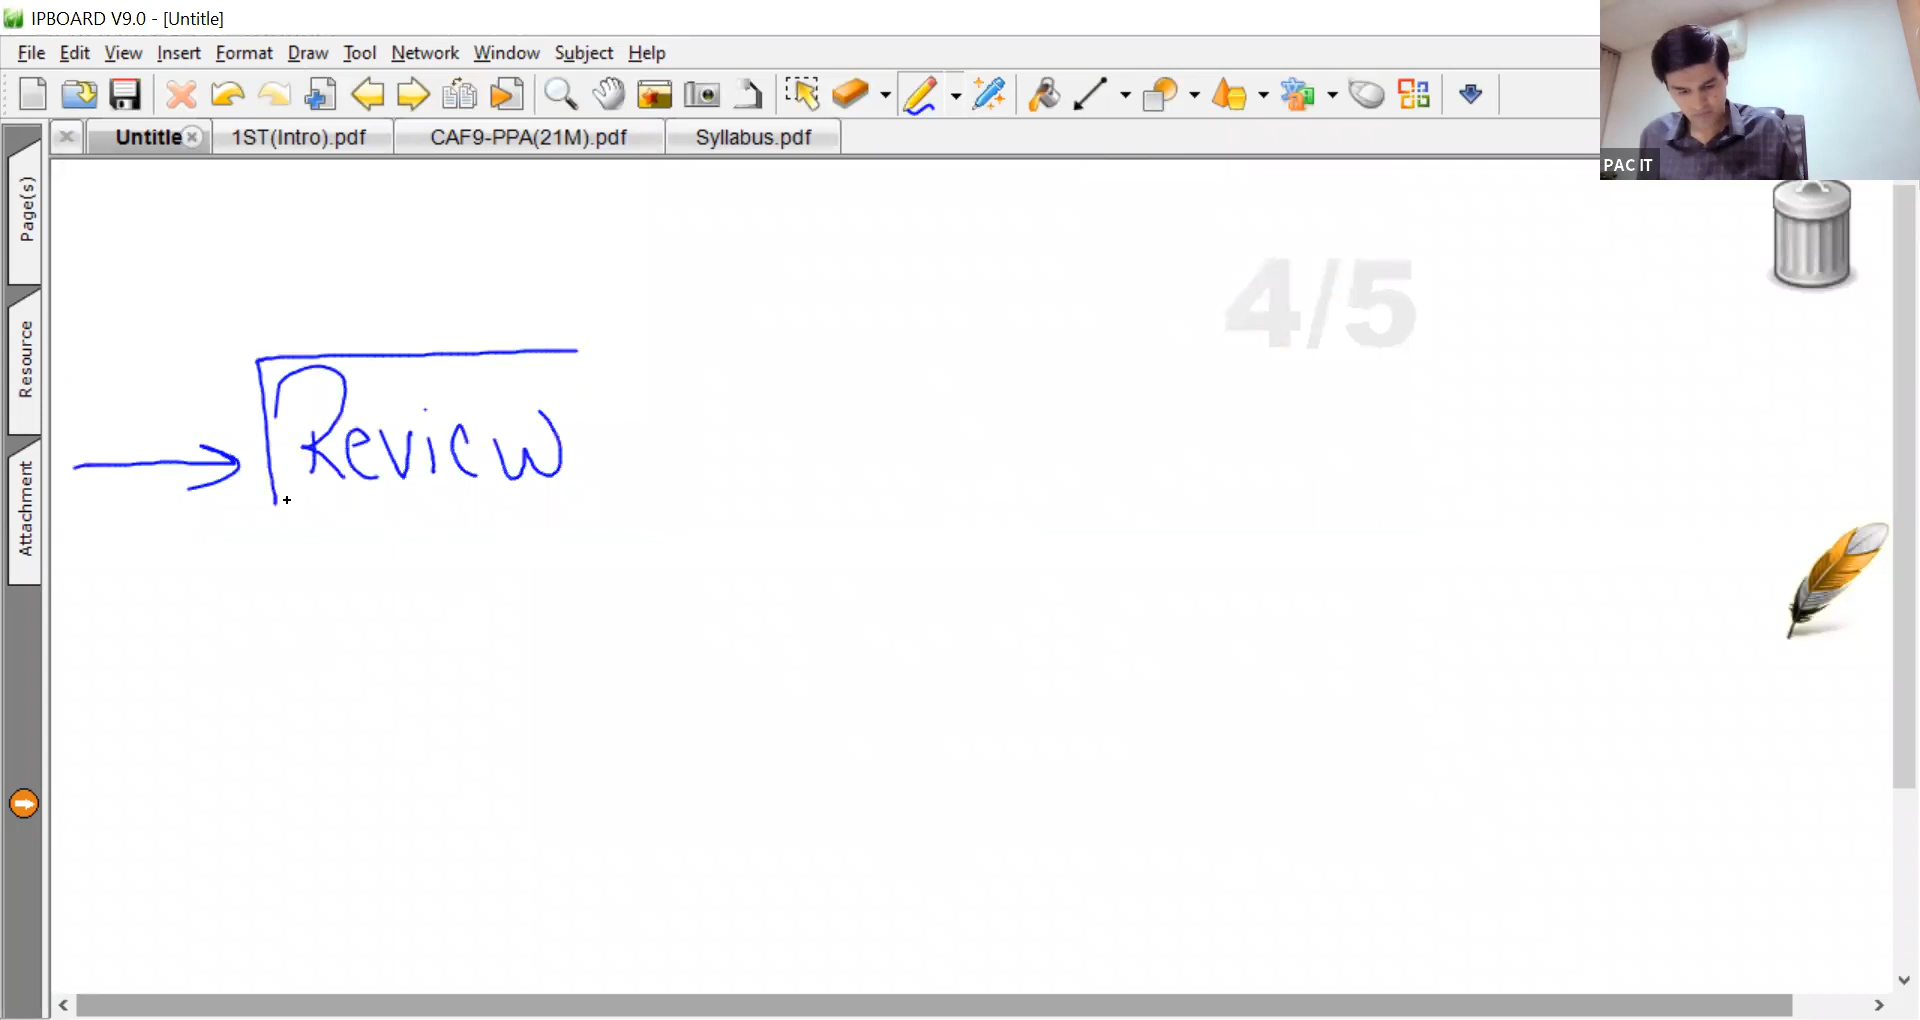 IPBOARD V9.0 - [Untitle]
File Edit View Insert Format Draw Tool Network Window Subject Help
PAC IT
Untitle 1ST(Intro).pdf CAF9-PPA(21M).pdf Syllabus.pdf
Page(s)
Resource
Attachment
4/5
Review